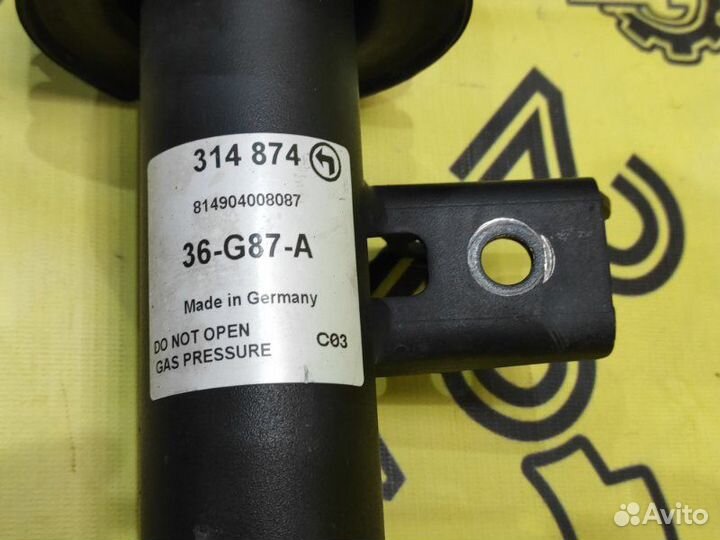 314 874
814904008087
36-G87-A
Made in Germany
DO NOT OPEN
GAS PRESSURE C03
G
Avito